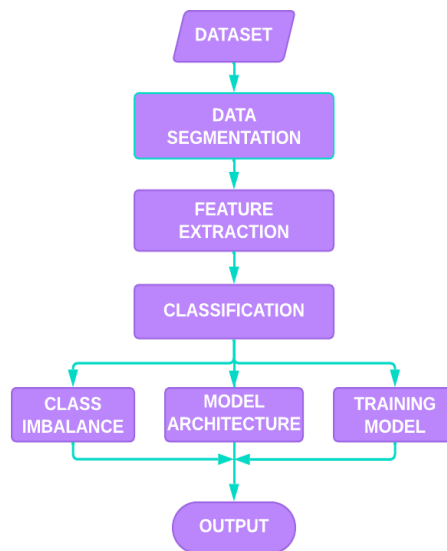 DATASET
DATA
SEGMENTATION
FEATURE
EXTRACTION
CLASSIFICATION
CLASS
IMBALANCE
MODEL
ARCHITECTURE
TRAINING
MODEL
OUTPUT